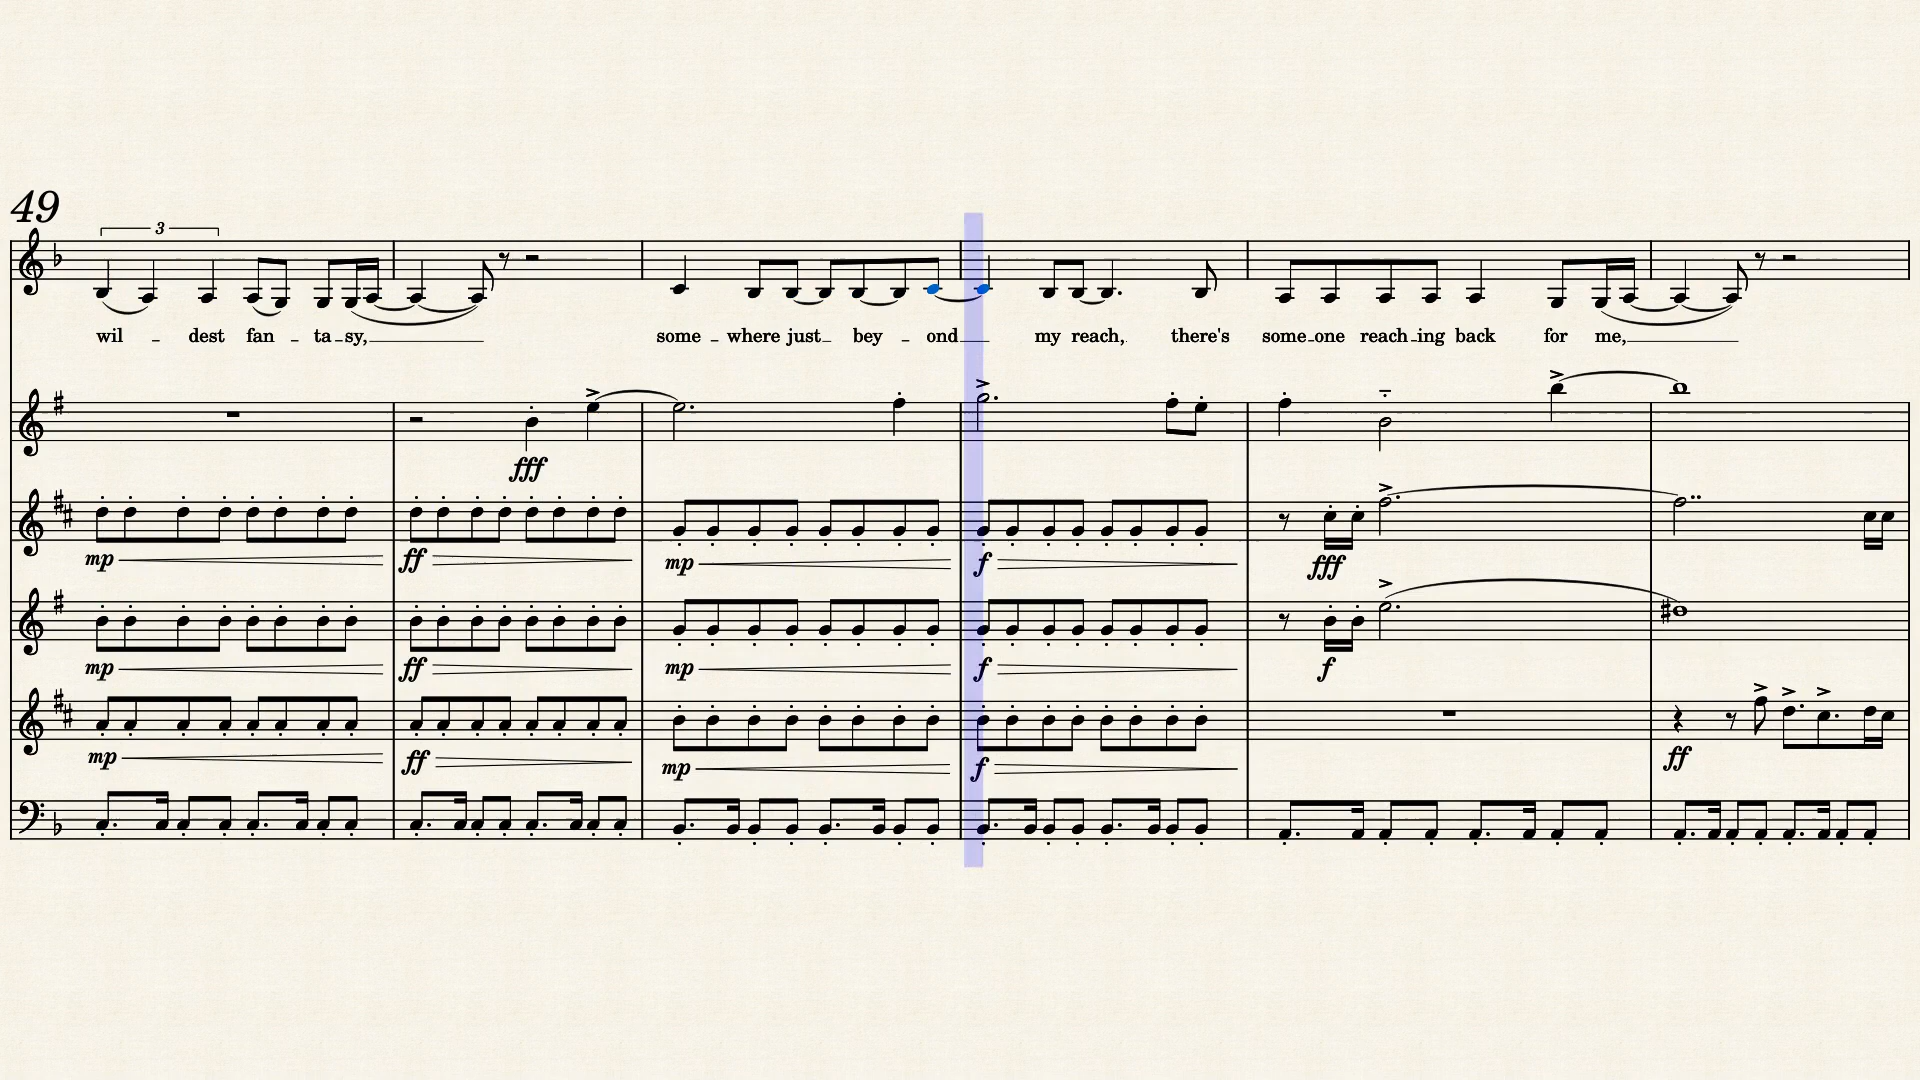 49
3
wil - dest fan - ta - sy, some - where just bey - ond my reach, there's some - one reach - ing back for me,
fff
mp ff mp f fff
mp ff mp f f
mp ff mp f ff